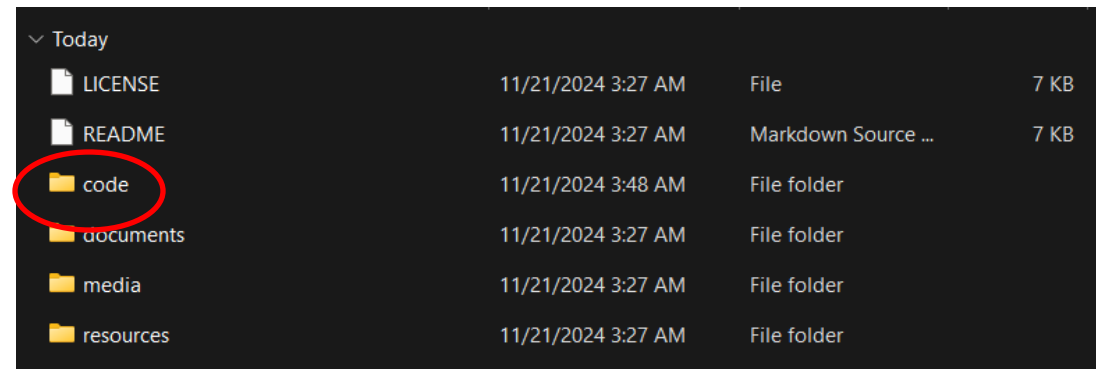 Today
LICENSE 11/21/2024 3:27 AM File 7 KB
README 11/21/2024 3:27 AM Markdown Source ... 7 KB
code 11/21/2024 3:48 AM File folder
documents 11/21/2024 3:27 AM File folder
media 11/21/2024 3:27 AM File folder
resources 11/21/2024 3:27 AM File folder